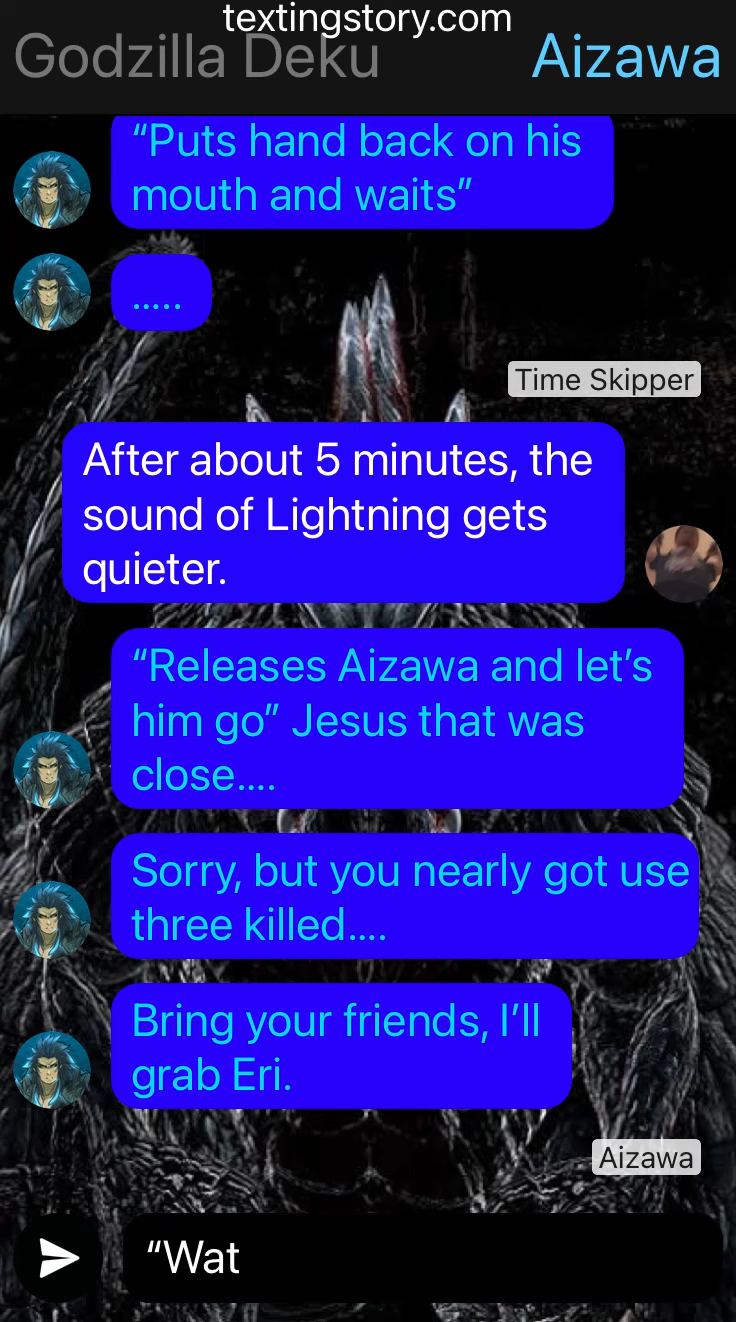 textingstory.com
Godzilla Deku
Aizawa
“Puts hand back on his
mouth and waits”
.....
Time Skipper
After about 5 minutes, the
sound of Lightning gets
quieter.
“Releases Aizawa and let’s
him go” Jesus that was
close....
Sorry, but you nearly got use
three killed....
Bring your friends, I’ll
grab Eri.
Aizawa
“Wat